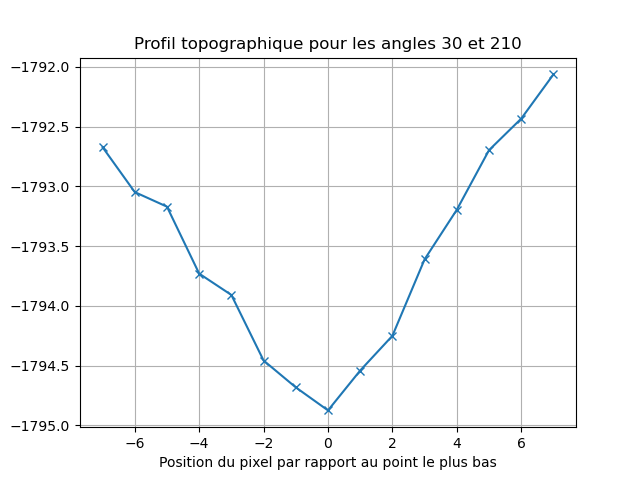 Profil topographique pour les angles 30 et 210
−1792.0
−1792.5
−1793.0
−1793.5
−1794.0
−1794.5
−1795.0
−6 −4 −2 0 2 4 6
Position du pixel par rapport au point le plus bas